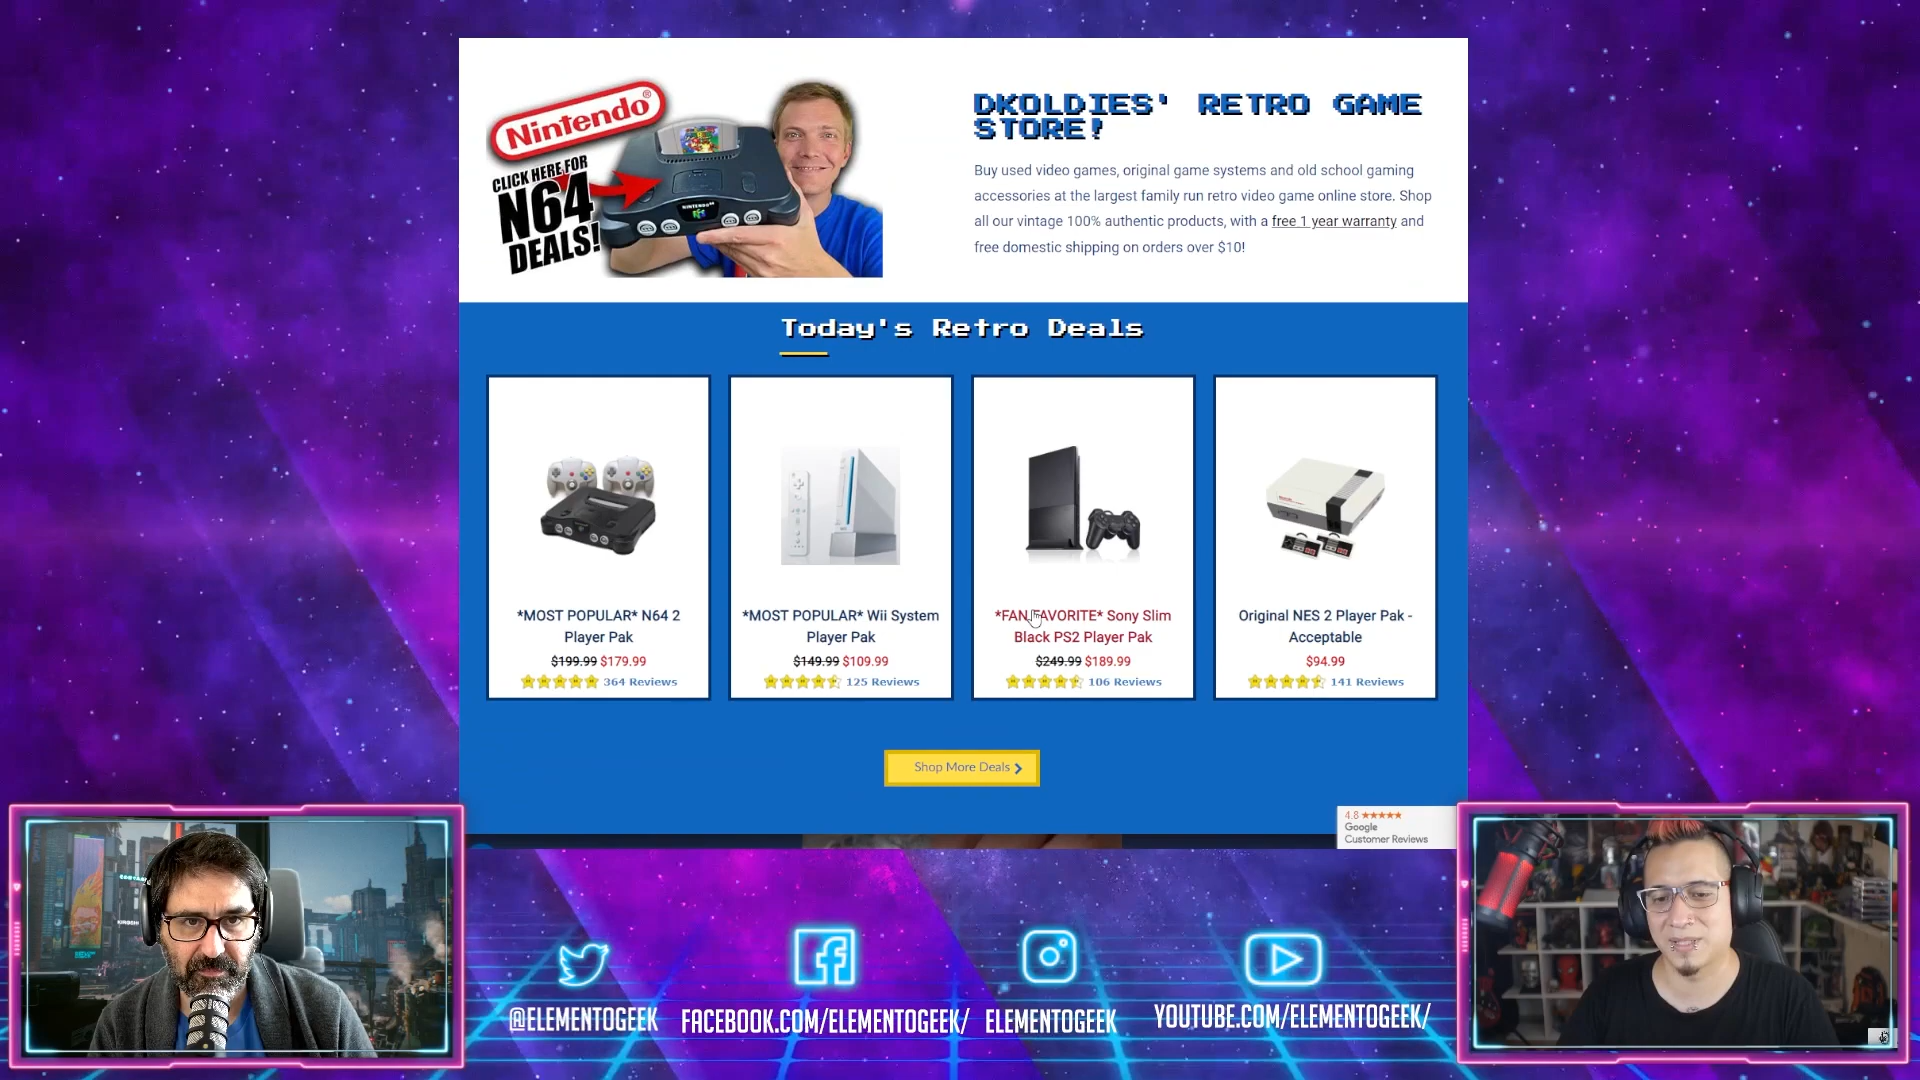 Nintendo®
CLICK HERE FOR
N64
DEALS!
DKOLDIES' RETRO GAME
STORE!
Buy used video games, original game systems and old school gaming
accessories at the largest family run retro video game online store. Shop
all our vintage 100% authentic products, with a free 1 year warranty and
free domestic shipping on orders over $10!
Today's Retro Deals
*MOST POPULAR* N64 2
Player Pak
$199.99 $179.99
364 Reviews
*MOST POPULAR* Wii System
Player Pak
$149.99 $109.99
125 Reviews
*FAN FAVORITE* Sony Slim
Black PS2 Player Pak
$249.99 $189.99
106 Reviews
Original NES 2 Player Pak -
Acceptable
$94.99
141 Reviews
Shop More Deals
4.8
Google
Customer Reviews
@ELEMENTOGEEK
FACEBOOK.COM/ELEMENTOGEEK/
ELEMENTOGEEK
YOUTUBE.COM/ELEMENTOGEEK/